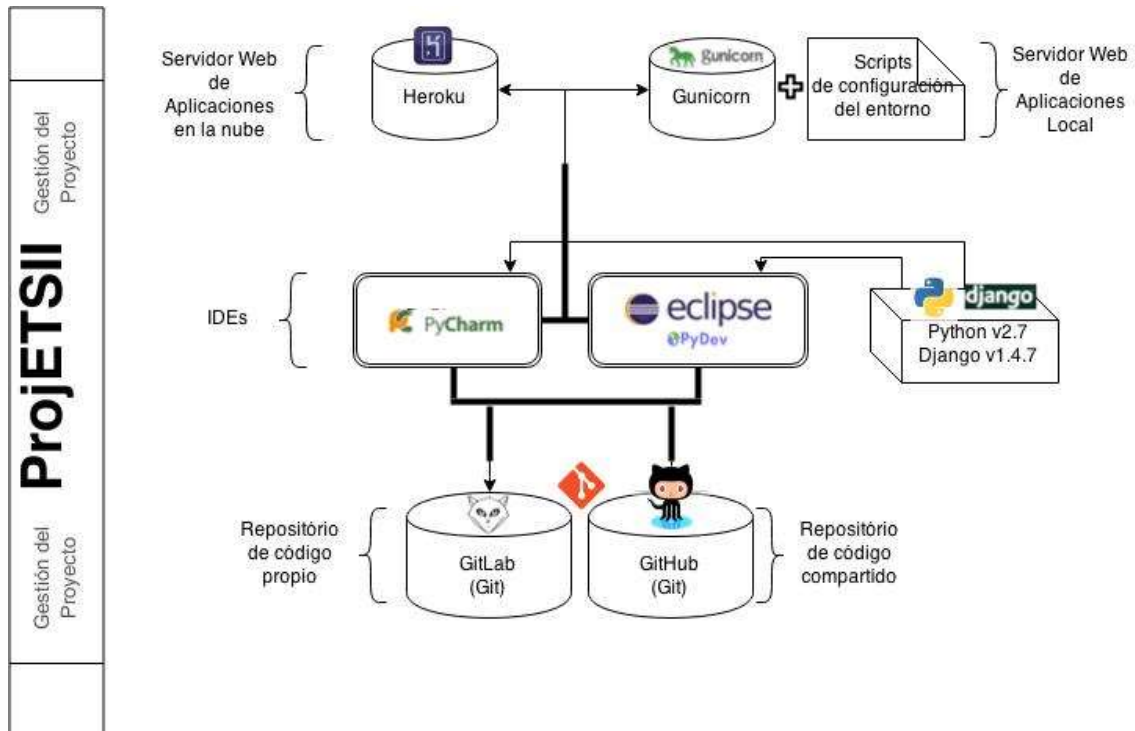 Gestión del
Proyecto
ProjETSII
Gestión del
Proyecto
Servidor Web
de
Aplicaciones
en la nube
Heroku
gunicorn
Gunicorn
Scripts
de configuración
del entorno
Servidor Web
de
Aplicaciones
Local
IDEs
PyCharm
eclipse
PyDev
django
Python v2.7
Django v1.4.7
Repositório
de código
propio
GitLab
(Git)
GitHub
(Git)
Repositório
de código
compartido